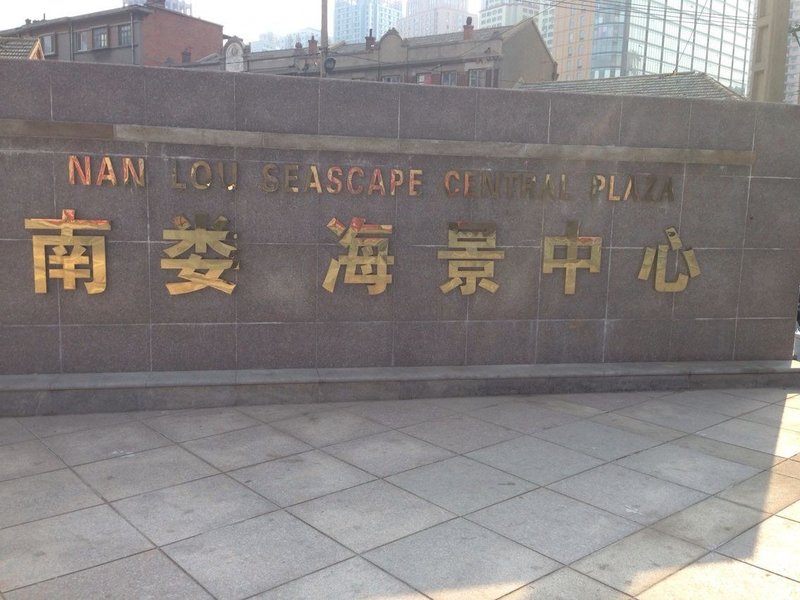 NAN LOU SEASCAPE CENTRAL PLAZA
南娄 海景中心